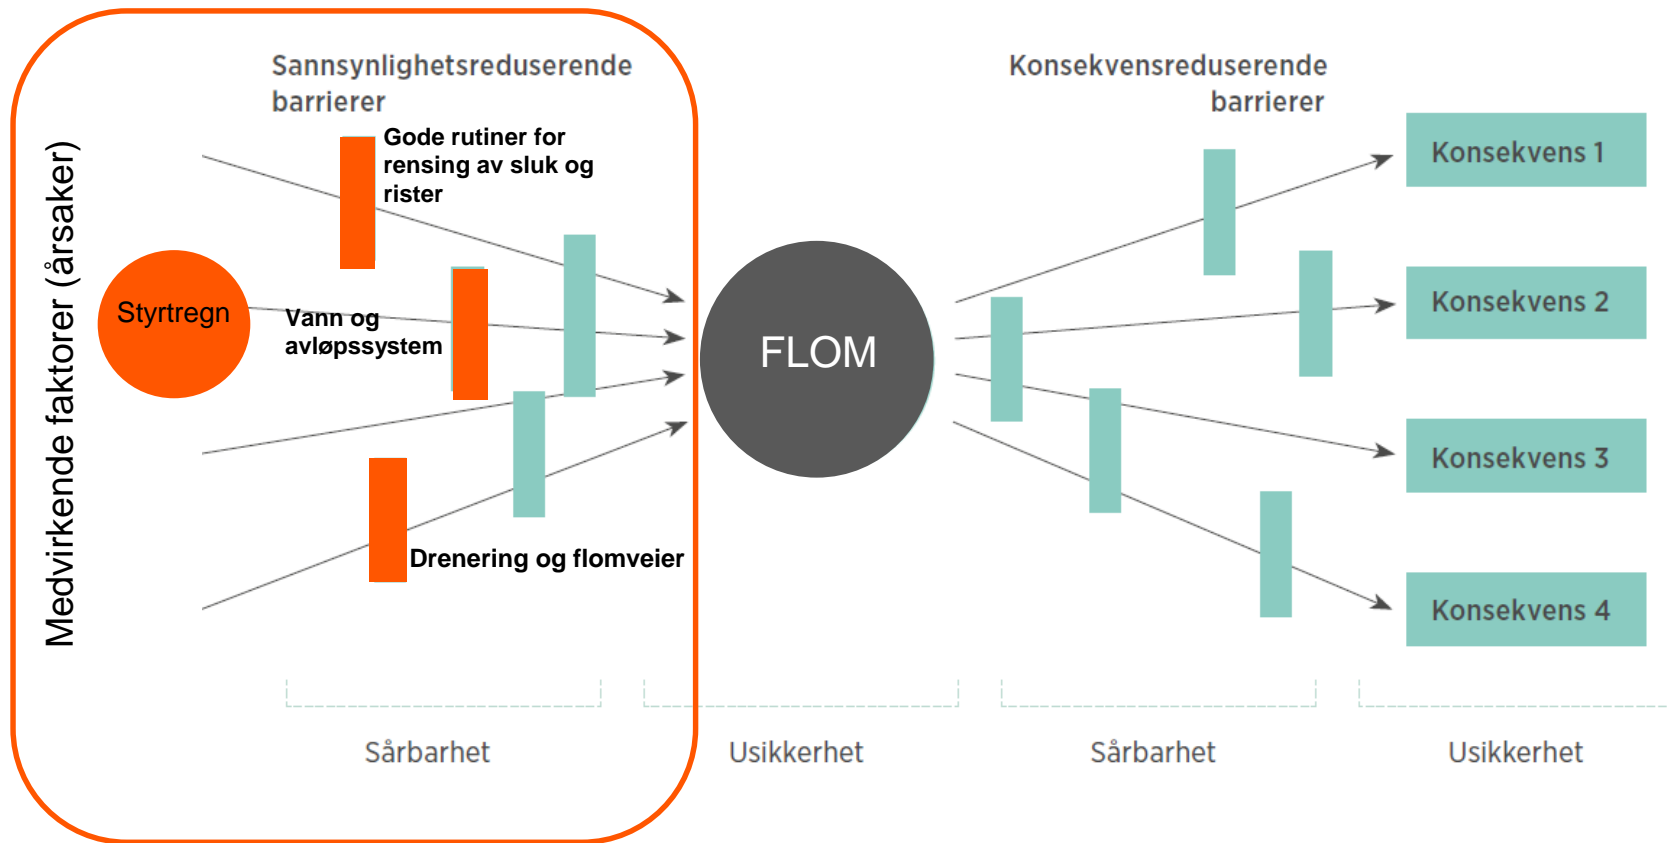 Medvirkende faktorer (årsaker)
Sannsynlighetsreduserende
barrierer
Gode rutiner for
rensing av sluk og
rister
Styrtregn
Vann og
avløpssystem
Drenering og flomveier
FLOM
Konsekvensreduserende
barrierer
Konsekvens 1
Konsekvens 2
Konsekvens 3
Konsekvens 4
Sårbarhet
Usikkerhet
Sårbarhet
Usikkerhet